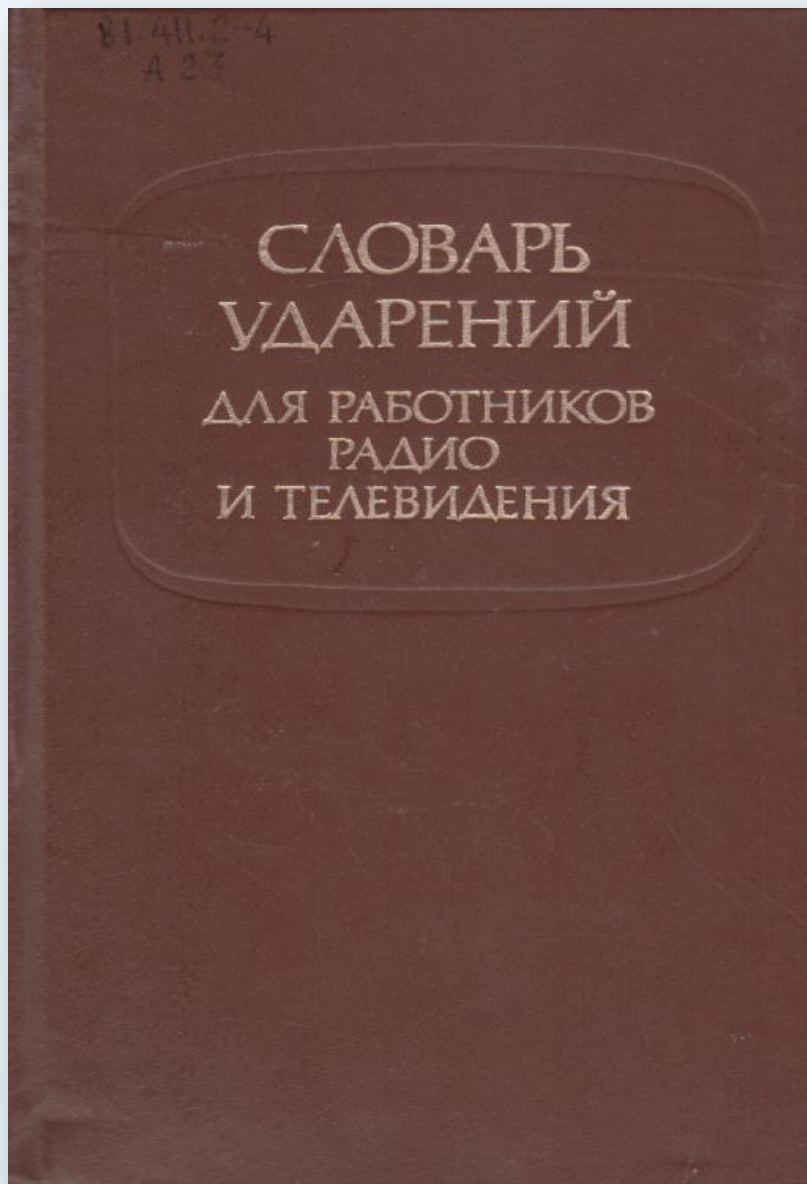 81.411.2-4
А 23
СЛОВАРЬ
УДАРЕНИЙ
ДЛЯ РАБОТНИКОВ
РАДИО
И ТЕЛЕВИДЕНИЯ